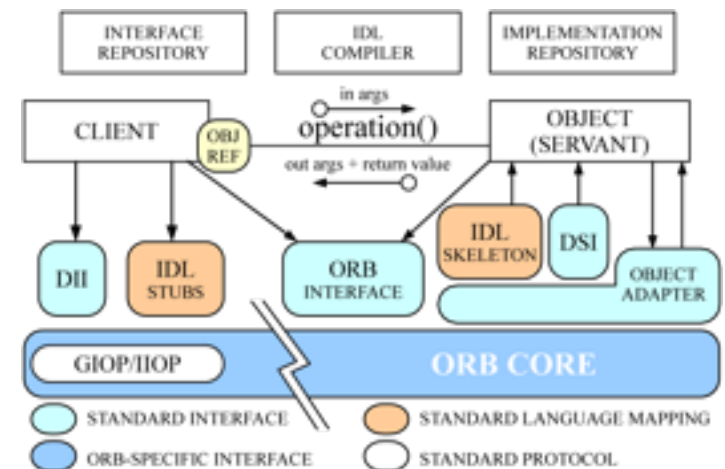 INTERFACE
REPOSITORY
IDL
COMPILER
IMPLEMENTATION
REPOSITORY
in args
CLIENT
OBJ
REF
operation()
OBJECT
(SERVANT)
out args + return value
DII
IDL
STUBS
ORB
INTERFACE
IDL
SKELETON
DSI
OBJECT
ADAPTER
GIOP/IIOP
ORB CORE
STANDARD INTERFACE
STANDARD LANGUAGE MAPPING
ORB-SPECIFIC INTERFACE
STANDARD PROTOCOL